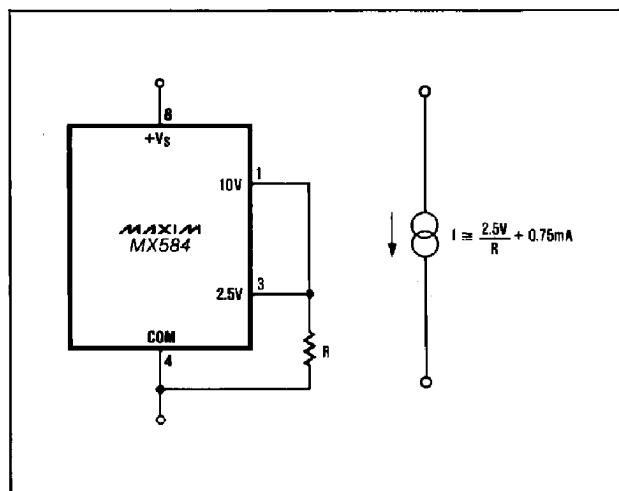 8
+VS
10V
1
MAXIM
MX584
2.5V
3
COM
4
R
I ≅ 2.5V/R + 0.75mA